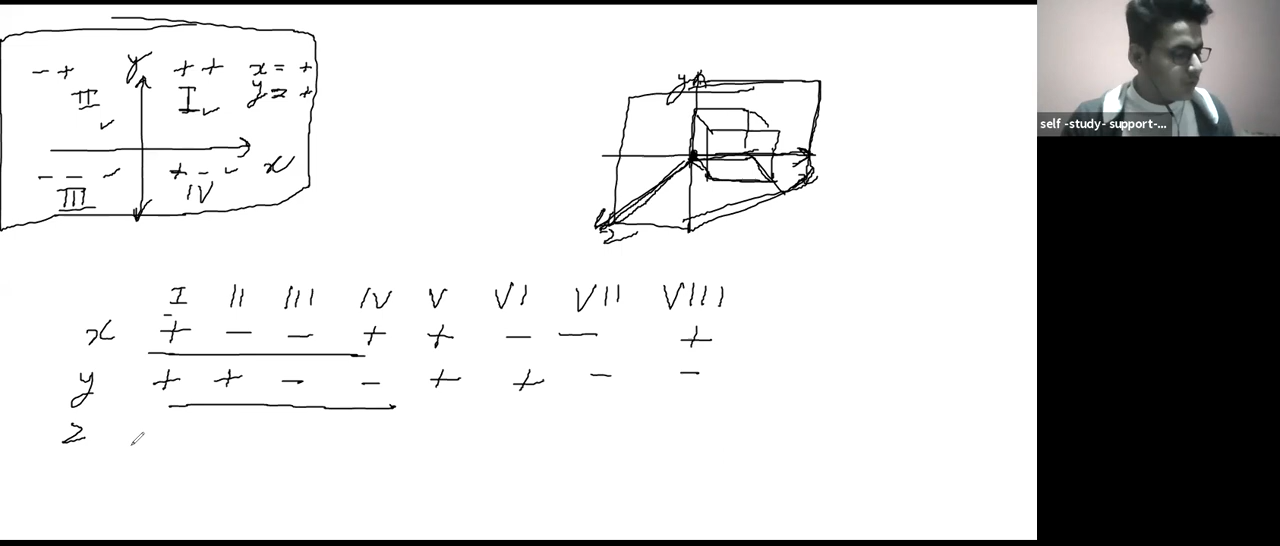 - + y + + x = +
II I y = +
- - + - x
III IV
y
z
I II III IV V VI VII VIII
x + - - + + - - +
y + + - - + + - -
z
self -study- support-...